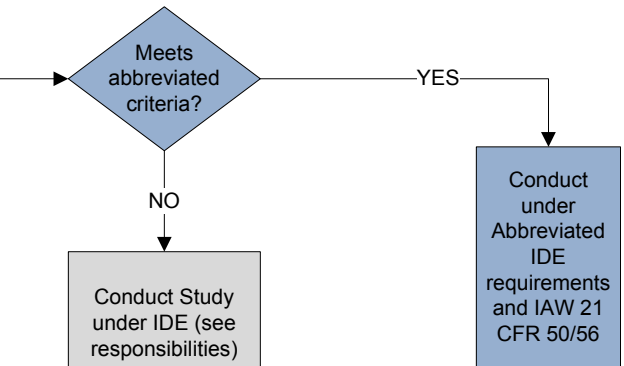 Meets
abbreviated
criteria?
YES
NO
Conduct
under
Abbreviated
IDE
requirements
and IAW 21
CFR 50/56
Conduct Study
under IDE (see
responsibilities)